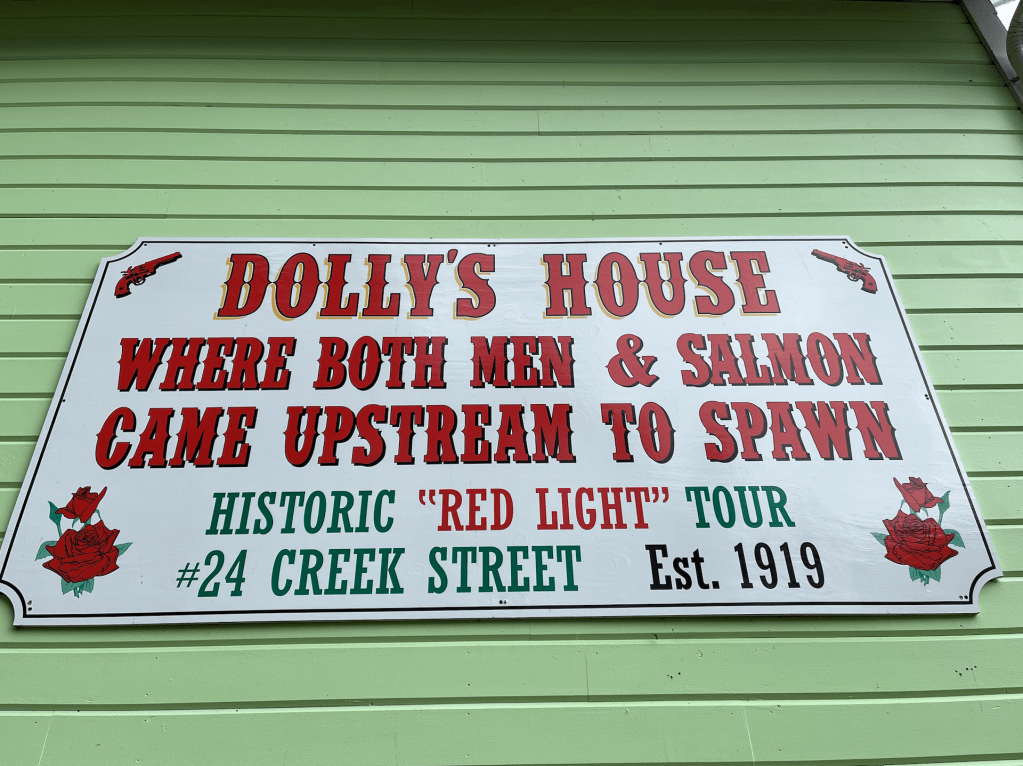 DOLLY'S HOUSE
WHERE BOTH MEN & SALMON
CAME UPSTREAM TO SPAWN
HISTORIC "RED LIGHT" TOUR
#24 CREEK STREET Est. 1919